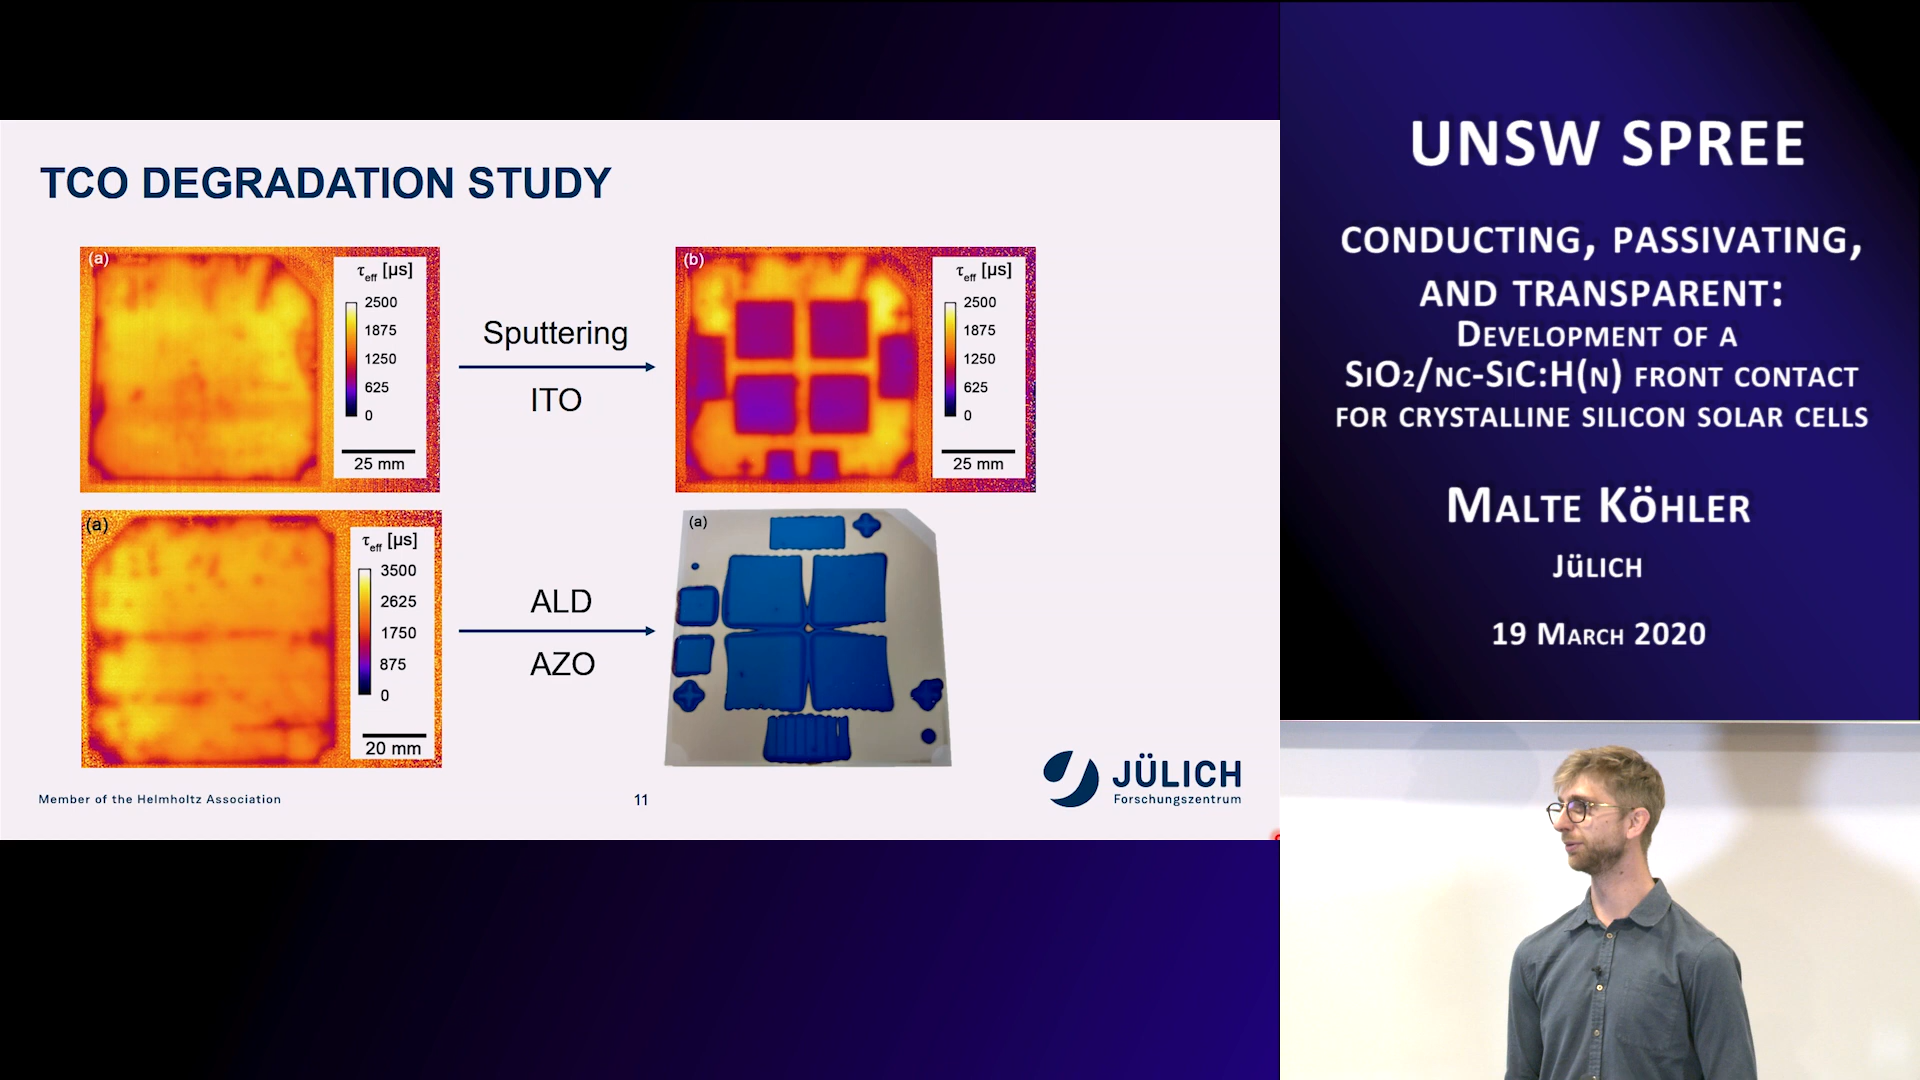 TCO DEGRADATION STUDY
(a)
τeff [µs]
2500
1875
1250
625
0
25 mm
Sputtering
ITO
(b)
τeff [µs]
2500
1875
1250
625
0
25 mm
(a)
τeff [µs]
3500
2625
1750
875
0
20 mm
ALD
AZO
(a)
Member of the Helmholtz Association
11
JÜLICH
Forschungszentrum
UNSW SPREE
CONDUCTING, PASSIVATING,
AND TRANSPARENT:
DEVELOPMENT OF A
SIO2/NC-SIC:H(N) FRONT CONTACT
FOR CRYSTALLINE SILICON SOLAR CELLS
MALTE KÖHLER
JÜLICH
19 MARCH 2020